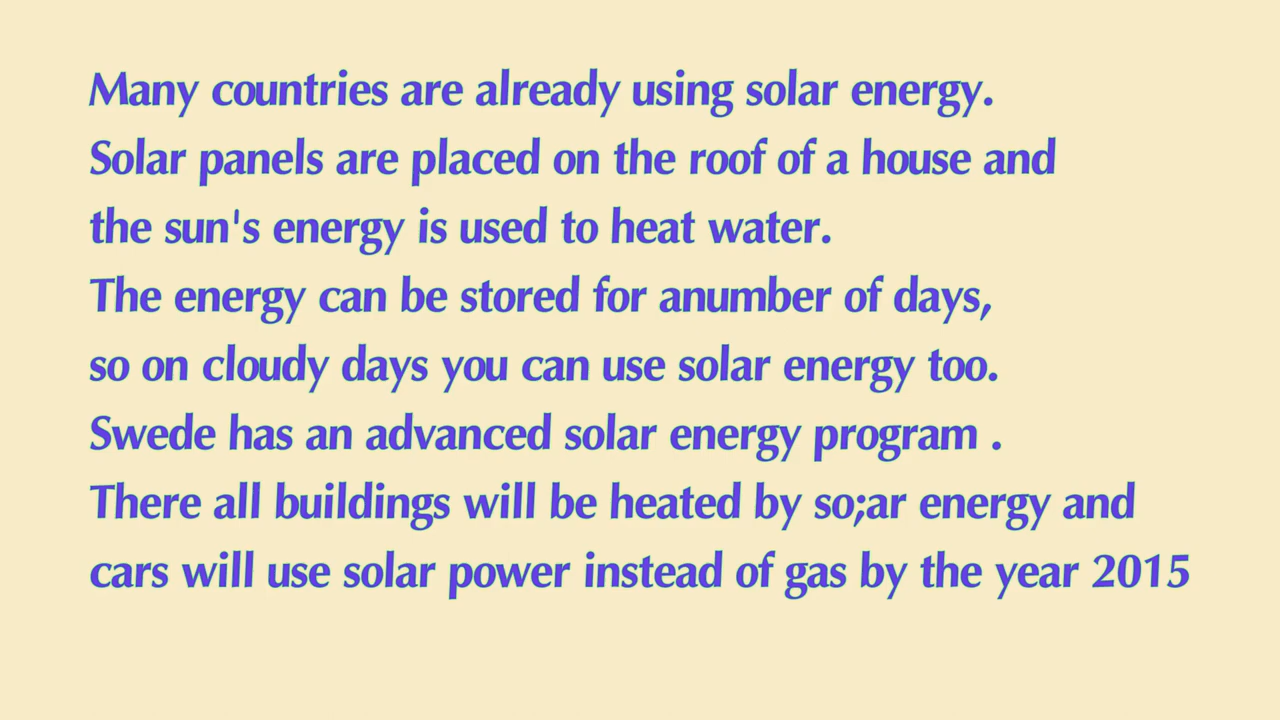 Many countries are already using solar energy.
Solar panels are placed on the roof of a house and
the sun's energy is used to heat water.
The energy can be stored for anumber of days,
so on cloudy days you can use solar energy too.
Swede has an advanced solar energy program .
There all buildings will be heated by so;ar energy and
cars will use solar power instead of gas by the year 2015